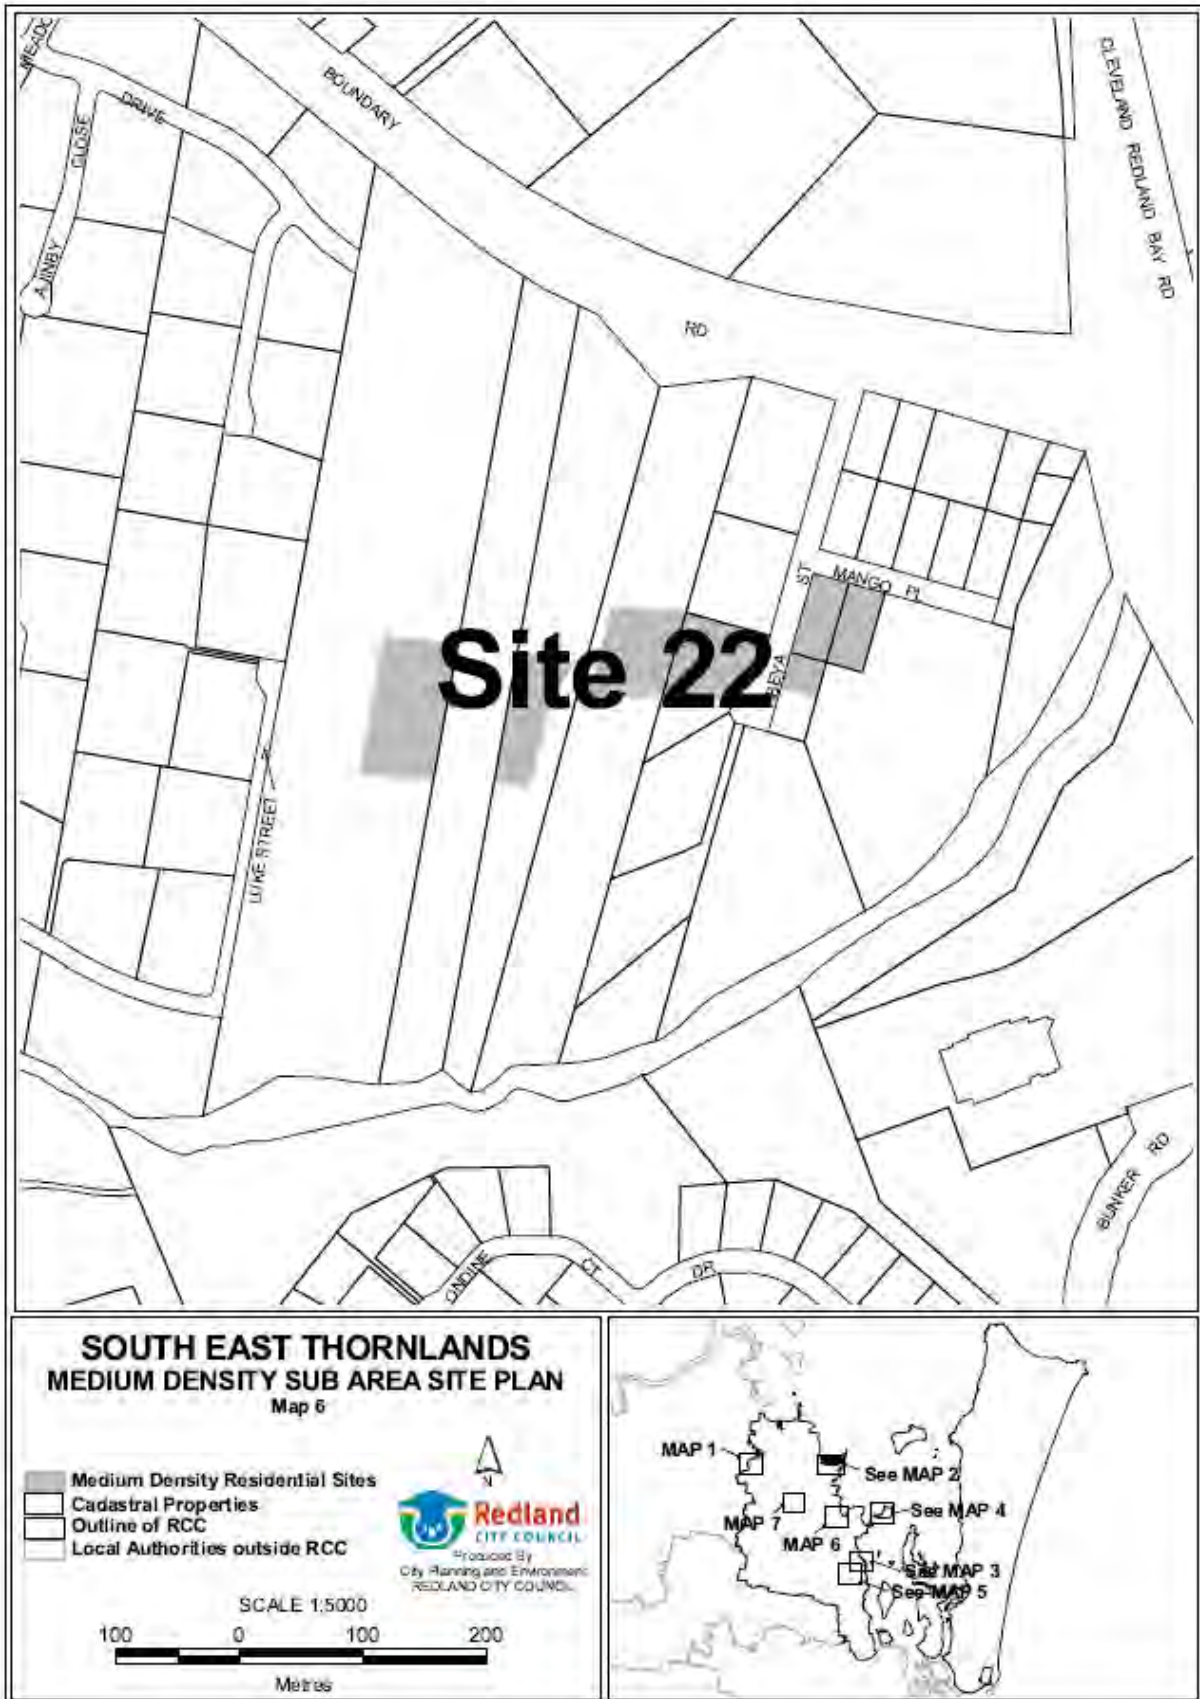 DRIVE
CLOSE
BOUNDARY
CLEVELAND REDLAND BAY RD
AJINBY
RD
MANGO PL
ST
BEYA
Site 22
LUKE STREET
BUNKER RD
ONDINE
CT
DR
SOUTH EAST THORNLANDS
MEDIUM DENSITY SUB AREA SITE PLAN
Map 6
N
Medium Density Residential Sites
Cadastral Properties
Outline of RCC
Local Authorities outside RCC
Redland
CITY COUNCIL
Produced By
City Planning and Environment
REDLAND CITY COUNCIL
SCALE 1:5000
100 0 100 200
Metres
MAP 1
See MAP 2
See MAP 4
MAP 7
MAP 6
See MAP 3
See MAP 5